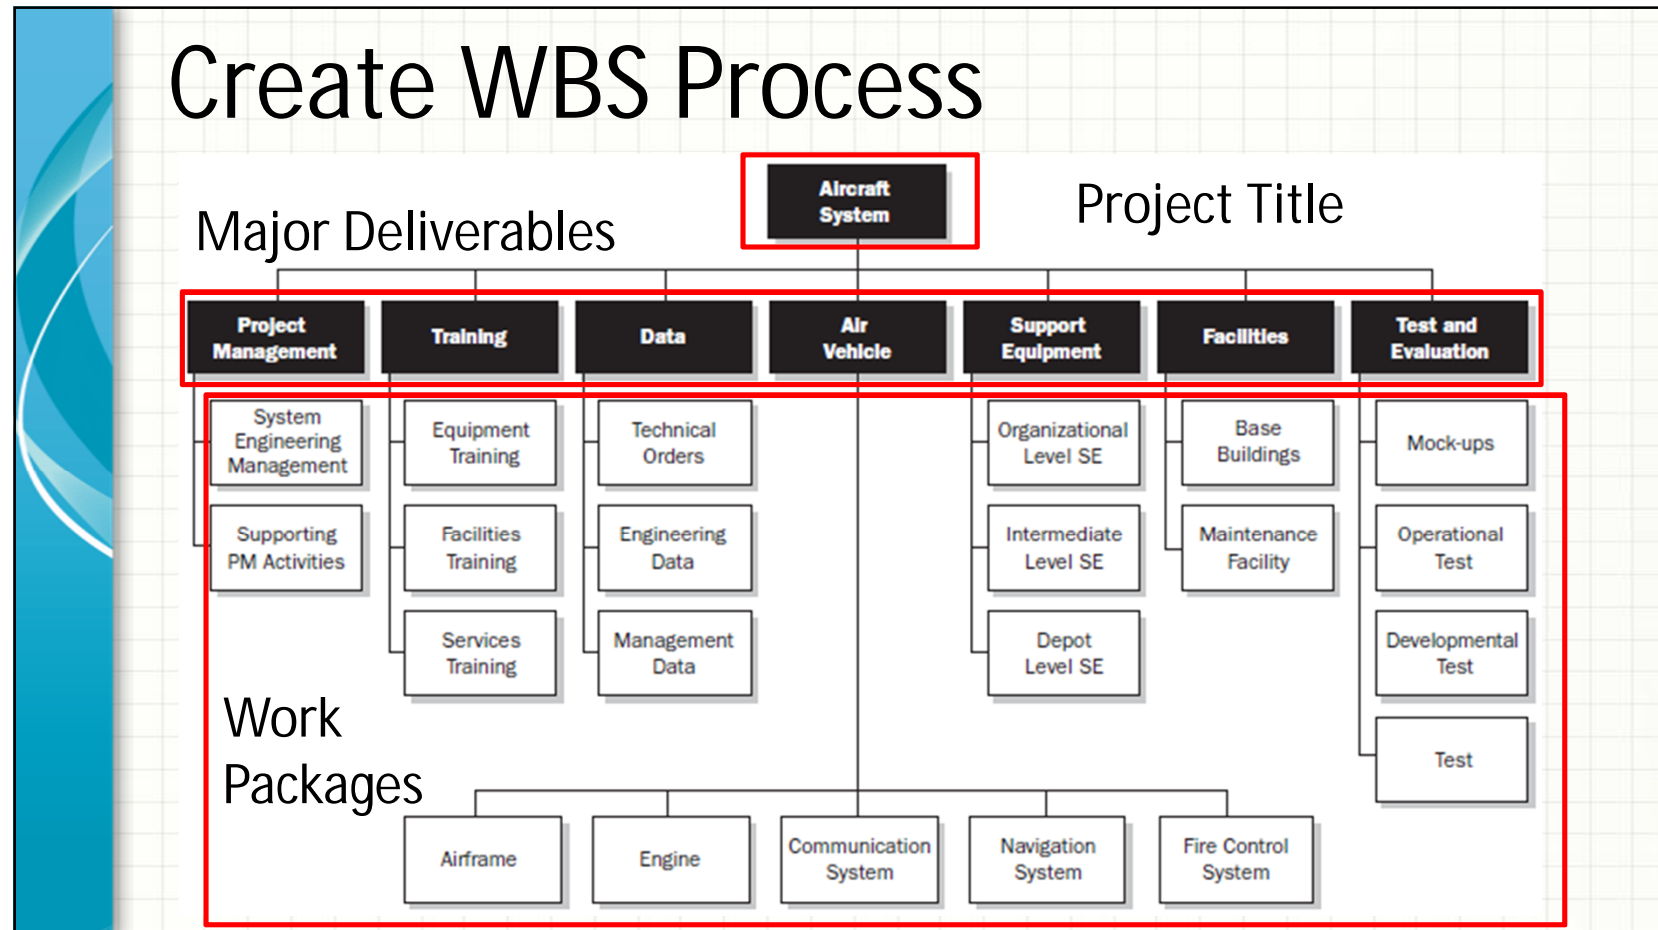 Create WBS Process
Aircraft
System
Project Title
Major Deliverables
Project
Management
Training
Data
Air
Vehicle
Support
Equipment
Facilities
Test and
Evaluation
System
Engineering
Management
Equipment
Training
Technical
Orders
Organizational
Level SE
Base
Buildings
Mock-ups
Supporting
PM Activities
Facilities
Training
Engineering
Data
Intermediate
Level SE
Maintenance
Facility
Operational
Test
Services
Training
Management
Data
Depot
Level SE
Developmental
Test
Work
Packages
Test
Airframe
Engine
Communication
System
Navigation
System
Fire Control
System